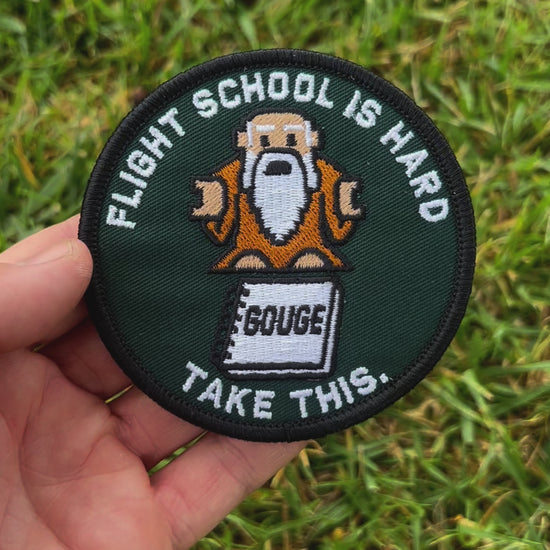 FLIGHT SCHOOL IS HARD
GOUGE
TAKE THIS.